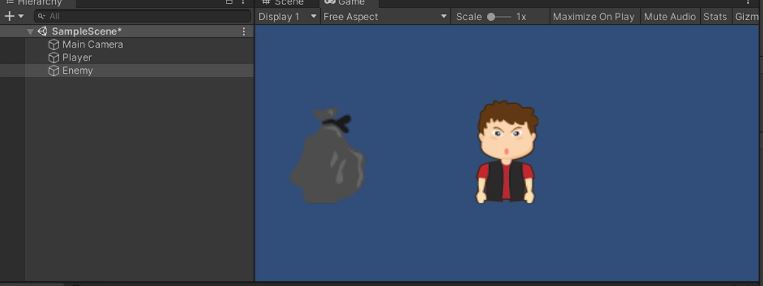 Hierarchy
Scene Game
All
Display 1 Free Aspect Scale 1x Maximize On Play Mute Audio Stats Gizm
SampleScene*
Main Camera
Player
Enemy